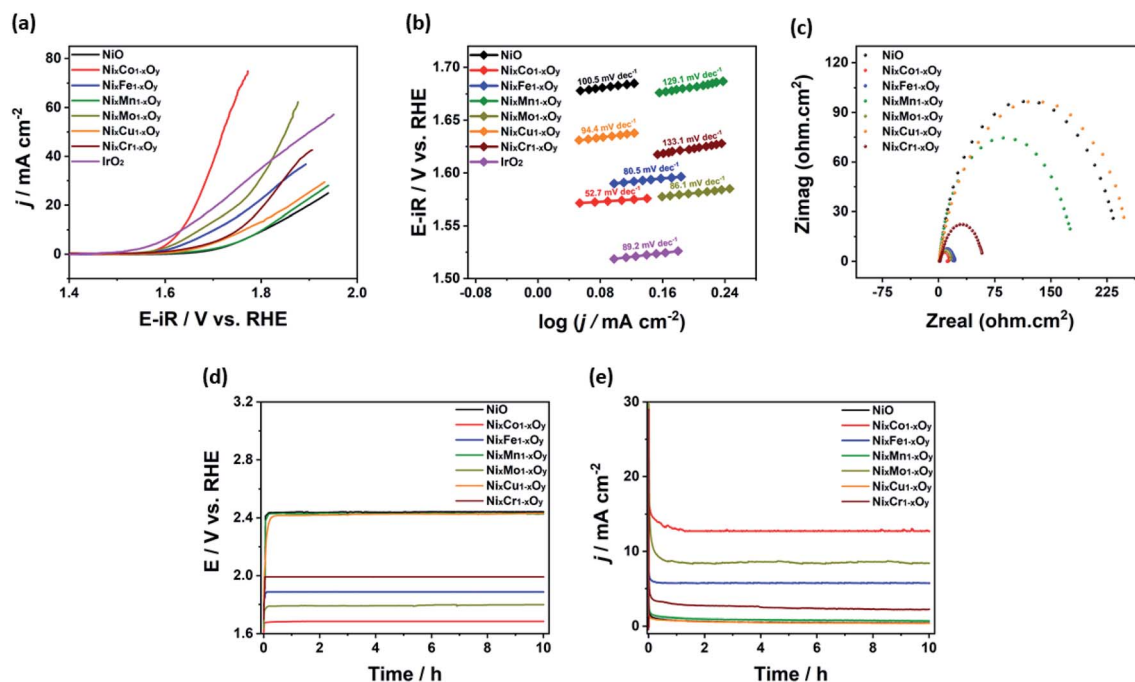 (a)
80
60
40
20
0
j / mA cm-2
1.4
1.6
1.8
2.0
E-iR / V vs. RHE
NiO
NixCo1-xOy
NixFe1-xOy
NixMn1-xOy
NixMo1-xOy
NixCu1-xOy
NixCr1-xOy
IrO2
(b)
1.70
1.65
1.60
1.55
1.50
E-iR / V vs. RHE
-0.08
0.00
0.08
0.16
0.24
log (j / mA cm-2)
NiO
NixCo1-xOy
NixFe1-xOy
NixMn1-xOy
NixMo1-xOy
NixCu1-xOy
NixCr1-xOy
IrO2
100.5 mV dec-1
129.1 mV dec-1
94.4 mV dec-1
133.1 mV dec-1
80.5 mV dec-1
52.7 mV dec-1
86.1 mV dec-1
89.2 mV dec-1
(c)
150
120
90
60
30
0
Zimag (ohm.cm2)
-75
0
75
150
225
Zreal (ohm.cm2)
NiO
NixCo1-xOy
NixFe1-xOy
NixMn1-xOy
NixMo1-xOy
NixCu1-xOy
NixCr1-xOy
(d)
3.2
2.8
2.4
2.0
1.6
E / V vs. RHE
0
2
4
6
8
10
Time / h
NiO
NixCo1-xOy
NixFe1-xOy
NixMn1-xOy
NixMo1-xOy
NixCu1-xOy
NixCr1-xOy
(e)
30
20
10
0
j / mA cm-2
0
2
4
6
8
10
Time / h
NiO
NixCo1-xOy
NixFe1-xOy
NixMn1-xOy
NixMo1-xOy
NixCu1-xOy
NixCr1-xOy